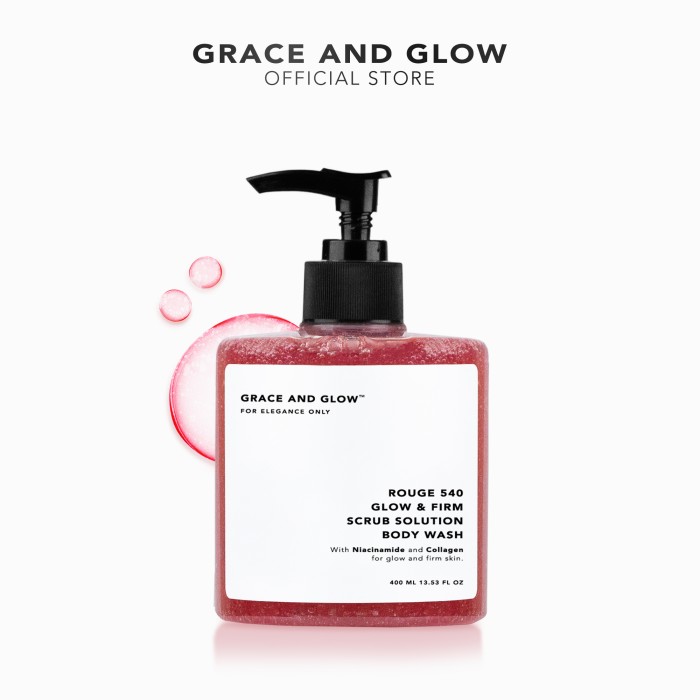 GRACE AND GLOW
OFFICIAL STORE
GRACE AND GLOW™
FOR ELEGANCE ONLY
ROUGE 540
GLOW & FIRM
SCRUB SOLUTION
BODY WASH
With Niacinamide and Collagen
for glow and firm skin.
400 ML 13.53 FL OZ